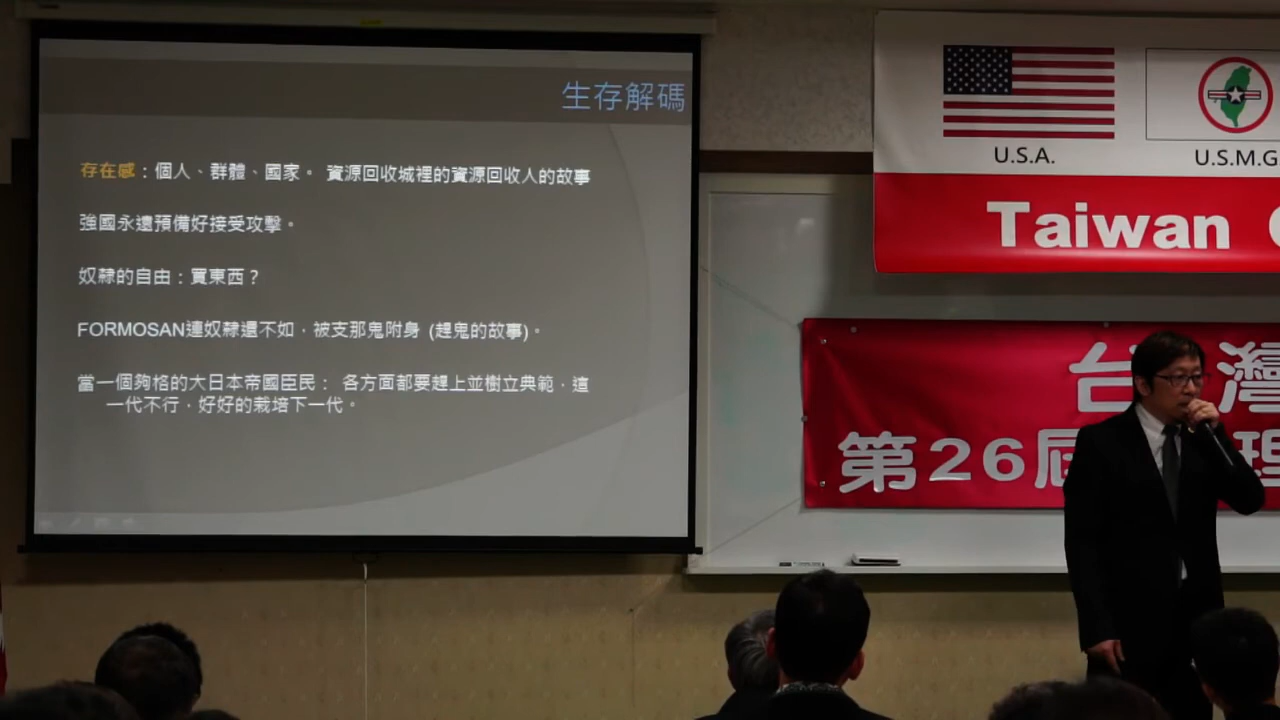 生存解碼
存在感：個人、群體、國家。 資源回收城裡的資源回收人的故事
強國永遠預備好接受攻擊。
奴隸的自由：買東西？
FORMOSAN連奴隸還不如，被支那鬼附身 (趕鬼的故事)。
當一個夠格的大日本帝國臣民： 各方面都要趕上並樹立典範，這
一代不行，好好的栽培下一代。
U.S.A.
U.S.M.G
Taiwan
台灣
第26屆 理